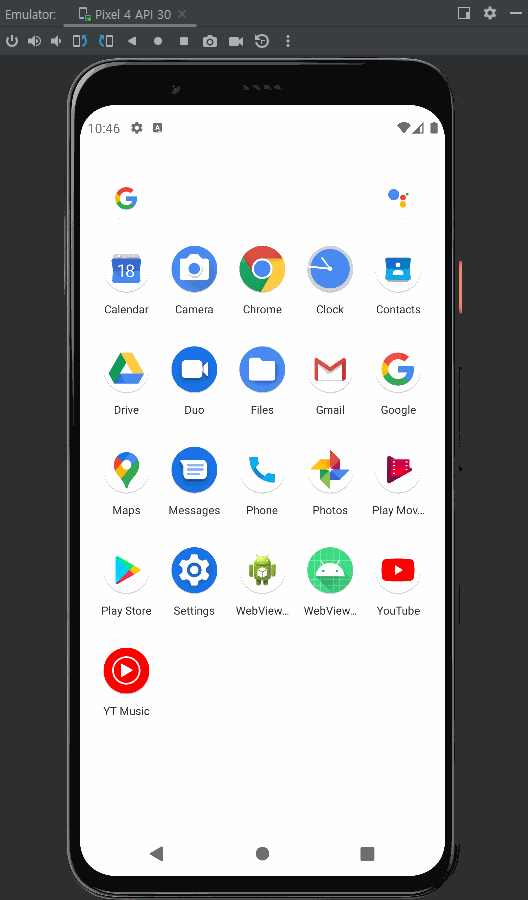 Emulator: Pixel 4 API 30
10:46 A
G
18
Calendar Camera Chrome Clock Contacts
Drive Duo Files Gmail Google
Maps Messages Phone Photos Play Mov...
Play Store Settings WebView... WebView... YouTube
YT Music